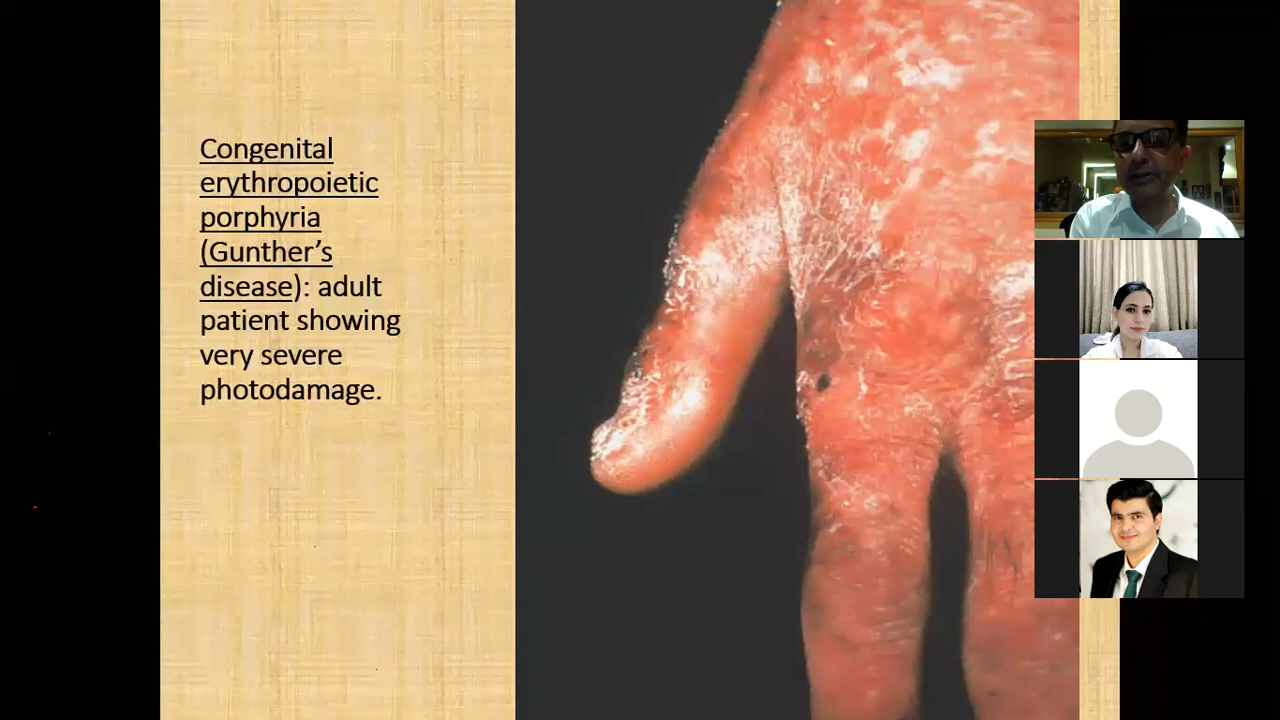 Congenital
erythropoietic
porphyria
(Gunther’s
disease): adult
patient showing
very severe
photodamage.